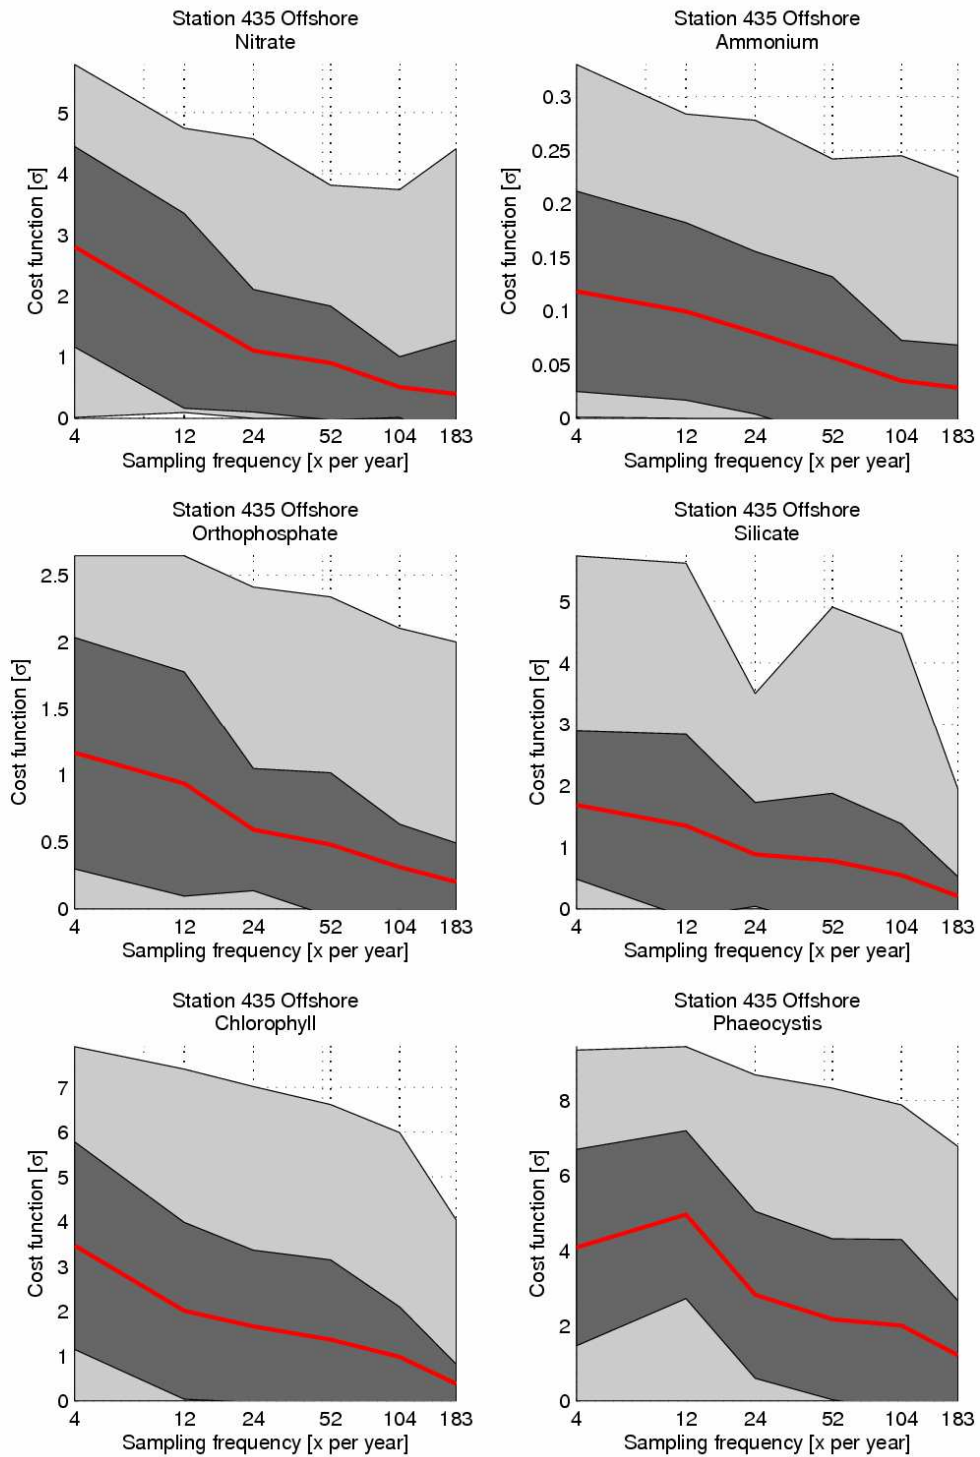 Station 435 Offshore
Nitrate
Cost function [σ]
5
4
3
2
1
0
4 12 24 52 104 183
Sampling frequency [x per year]
Station 435 Offshore
Ammonium
Cost function [σ]
0.3
0.25
0.2
0.15
0.1
0.05
0
4 12 24 52 104 183
Sampling frequency [x per year]
Station 435 Offshore
Orthophosphate
Cost function [σ]
2.5
2
1.5
1
0.5
0
4 12 24 52 104 183
Sampling frequency [x per year]
Station 435 Offshore
Silicate
Cost function [σ]
5
4
3
2
1
0
4 12 24 52 104 183
Sampling frequency [x per year]
Station 435 Offshore
Chlorophyll
Cost function [σ]
7
6
5
4
3
2
1
0
4 12 24 52 104 183
Sampling frequency [x per year]
Station 435 Offshore
Phaeocystis
Cost function [σ]
8
6
4
2
0
4 12 24 52 104 183
Sampling frequency [x per year]